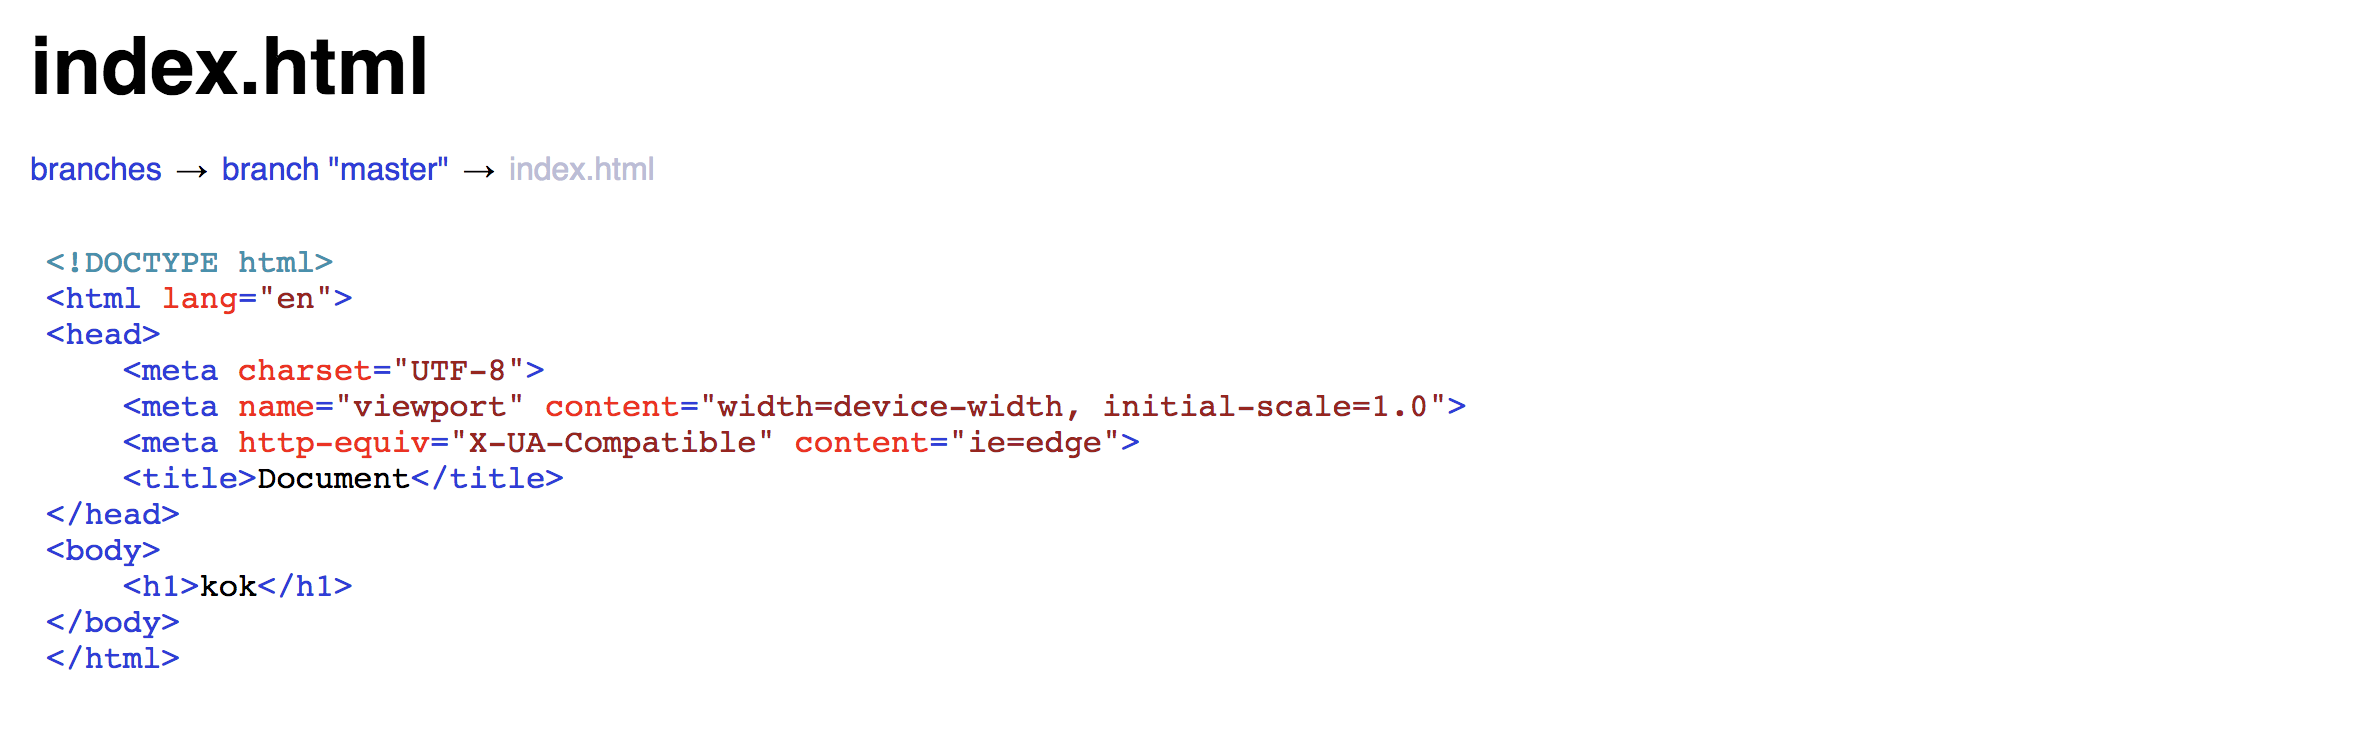 index.html
branches → branch "master" → index.html
<!DOCTYPE html>
<html lang="en">
<head>
    <meta charset="UTF-8">
    <meta name="viewport" content="width=device-width, initial-scale=1.0">
    <meta http-equiv="X-UA-Compatible" content="ie=edge">
    <title>Document</title>
</head>
<body>
    <h1>kok</h1>
</body>
</html>